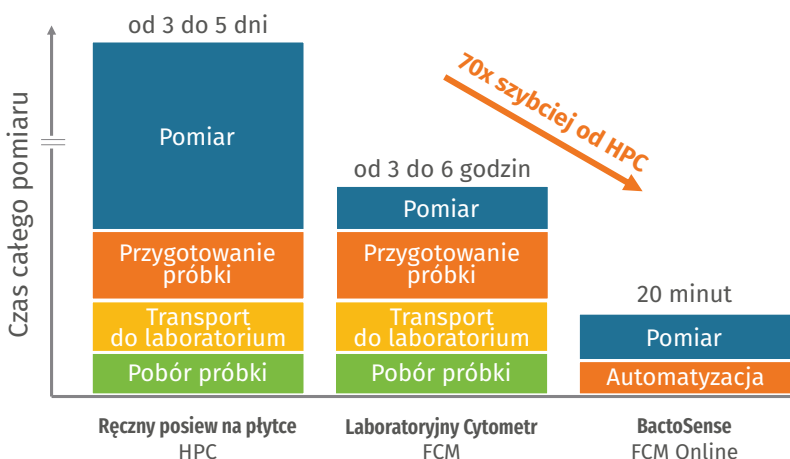 od 3 do 5 dni
70x szybciej od HPC
Czas całego pomiaru
Pomiar
od 3 do 6 godzin
Pomiar
Przygotowanie
próbki
Przygotowanie
próbki
20 minut
Transport
do laboratorium
Transport
do laboratorium
Pomiar
Pobór próbki
Pobór próbki
Automatyzacja
Ręczny posiew na płytce
HPC
Laboratoryjny Cytometr
FCM
BactoSense
FCM Online